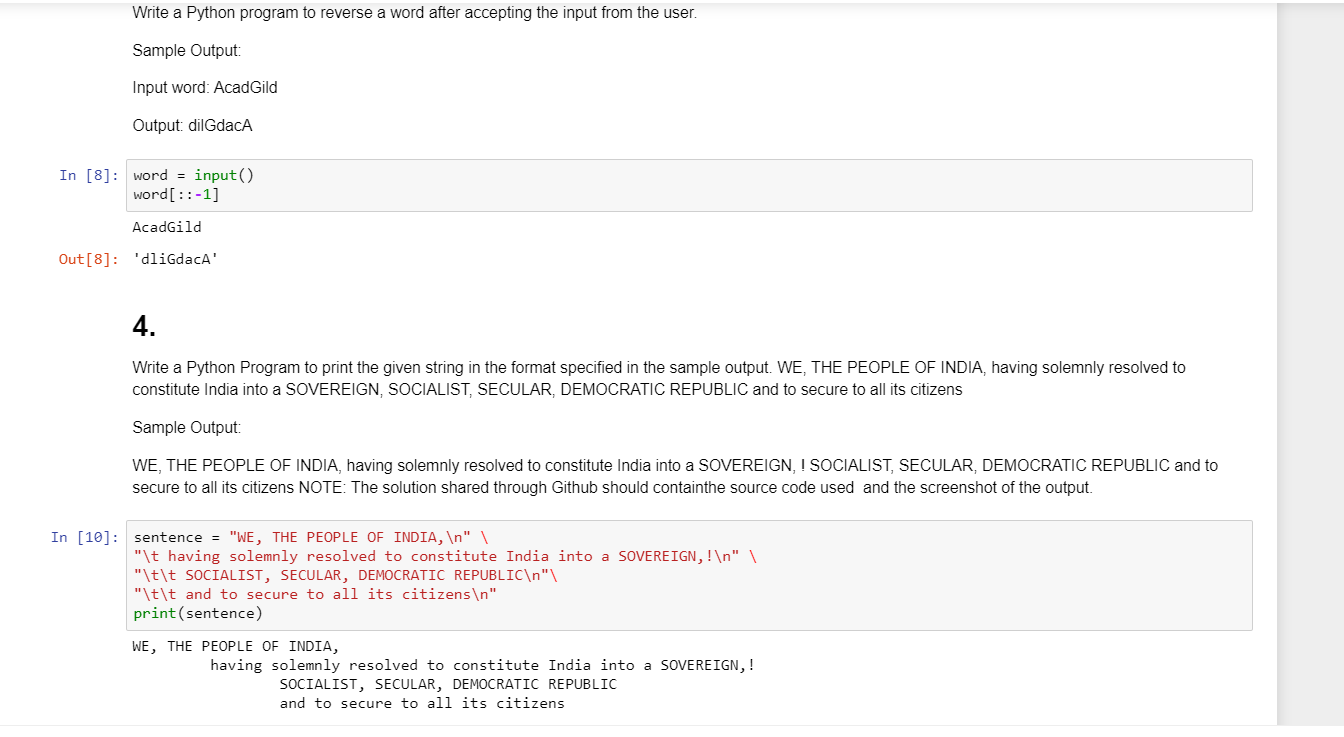 Write a Python program to reverse a word after accepting the input from the user.
Sample Output:
Input word: AcadGild
Output: dilGdacA
In [8]: word = input()
word[::-1]
AcadGild
Out[8]: 'dliGdacA'
4.
Write a Python Program to print the given string in the format specified in the sample output. WE, THE PEOPLE OF INDIA, having solemnly resolved to
constitute India into a SOVEREIGN, SOCIALIST, SECULAR, DEMOCRATIC REPUBLIC and to secure to all its citizens
Sample Output:
WE, THE PEOPLE OF INDIA, having solemnly resolved to constitute India into a SOVEREIGN, ! SOCIALIST, SECULAR, DEMOCRATIC REPUBLIC and to
secure to all its citizens NOTE: The solution shared through Github should containthe source code used  and the screenshot of the output.
In [10]: sentence = "WE, THE PEOPLE OF INDIA,\n" \
"\t having solemnly resolved to constitute India into a SOVEREIGN,!\n" \
"\t\t SOCIALIST, SECULAR, DEMOCRATIC REPUBLIC\n"\
"\t\t and to secure to all its citizens\n"
print(sentence)
WE, THE PEOPLE OF INDIA,
having solemnly resolved to constitute India into a SOVEREIGN,!
SOCIALIST, SECULAR, DEMOCRATIC REPUBLIC
and to secure to all its citizens